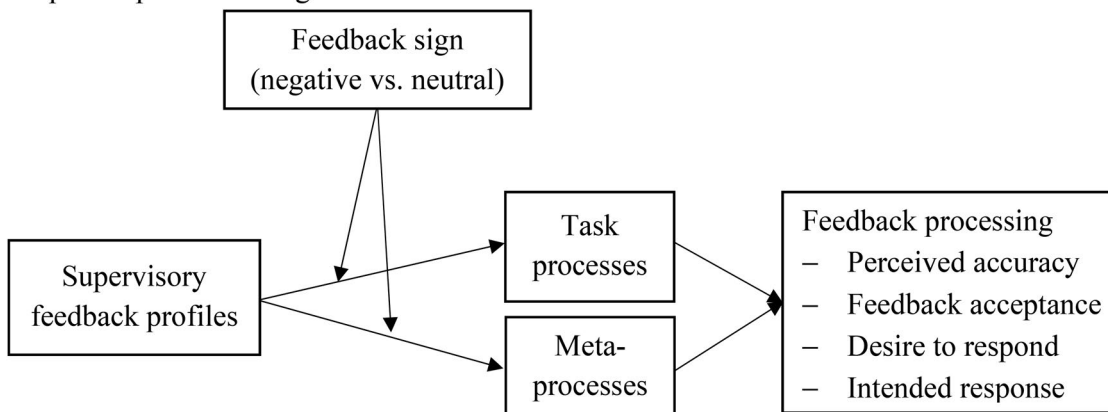 Feedback sign
(negative vs. neutral)
Supervisory
feedback profiles
Task
processes
Meta-
processes
Feedback processing
– Perceived accuracy
– Feedback acceptance
– Desire to respond
– Intended response